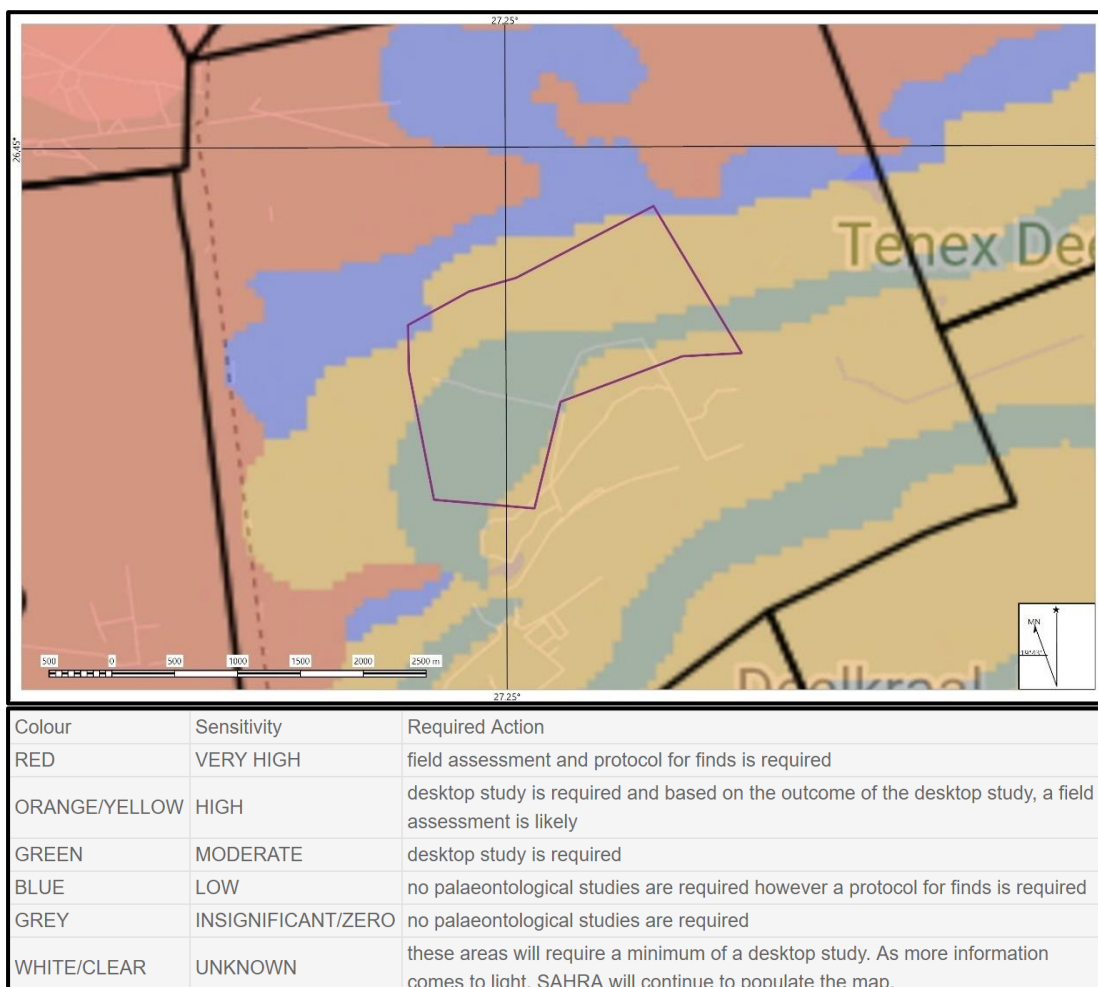 27.25°
26.45°
Tenex Dee
500 0 500 1000 1500 2000 2500 m
MN
27.25°
Colour Sensitivity Required Action
RED VERY HIGH field assessment and protocol for finds is required
ORANGE/YELLOW HIGH desktop study is required and based on the outcome of the desktop study, a field
assessment is likely
GREEN MODERATE desktop study is required
BLUE LOW no palaeontological studies are required however a protocol for finds is required
GREY INSIGNIFICANT/ZERO no palaeontological studies are required
WHITE/CLEAR UNKNOWN these areas will require a minimum of a desktop study. As more information
comes to light, SAHRA will continue to populate the map.